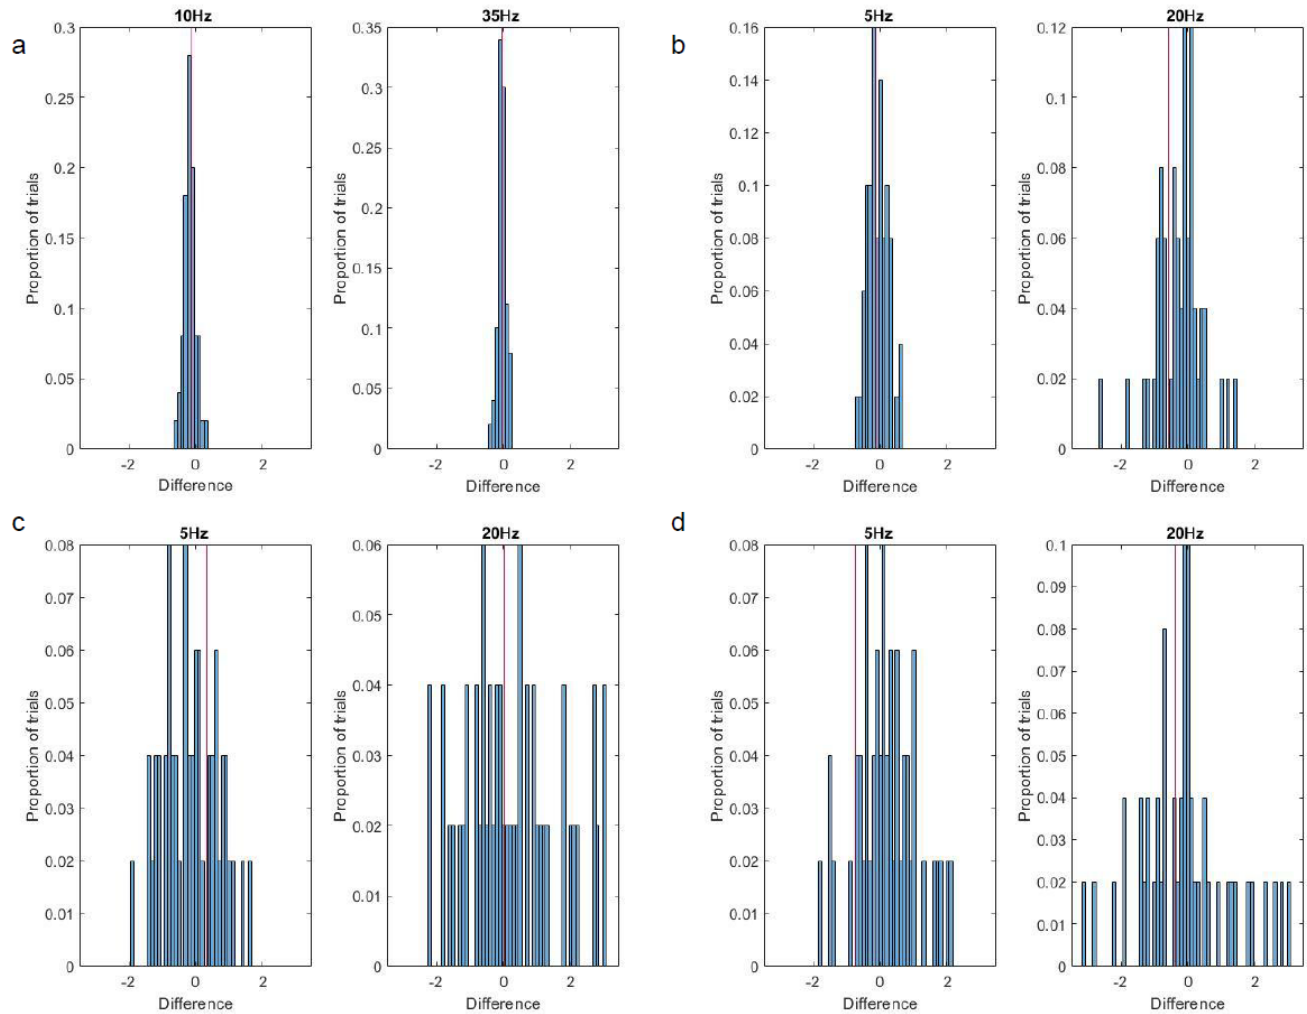 a
10Hz
0.3
0.25
0.2
0.15
0.1
0.05
0
-2 0 2
Proportion of trials
Difference
35Hz
0.35
0.3
0.25
0.2
0.15
0.1
0.05
0
-2 0 2
Proportion of trials
Difference
b
5Hz
0.16
0.14
0.12
0.1
0.08
0.06
0.04
0.02
0
-2 0 2
Proportion of trials
Difference
20Hz
0.12
0.1
0.08
0.06
0.04
0.02
0
-2 0 2
Proportion of trials
Difference
c
5Hz
0.08
0.07
0.06
0.05
0.04
0.03
0.02
0.01
0
-2 0 2
Proportion of trials
Difference
20Hz
0.06
0.05
0.04
0.03
0.02
0.01
0
-2 0 2
Proportion of trials
Difference
d
5Hz
0.08
0.07
0.06
0.05
0.04
0.03
0.02
0.01
0
-2 0 2
Proportion of trials
Difference
20Hz
0.1
0.09
0.08
0.07
0.06
0.05
0.04
0.03
0.02
0.01
0
-2 0 2
Proportion of trials
Difference